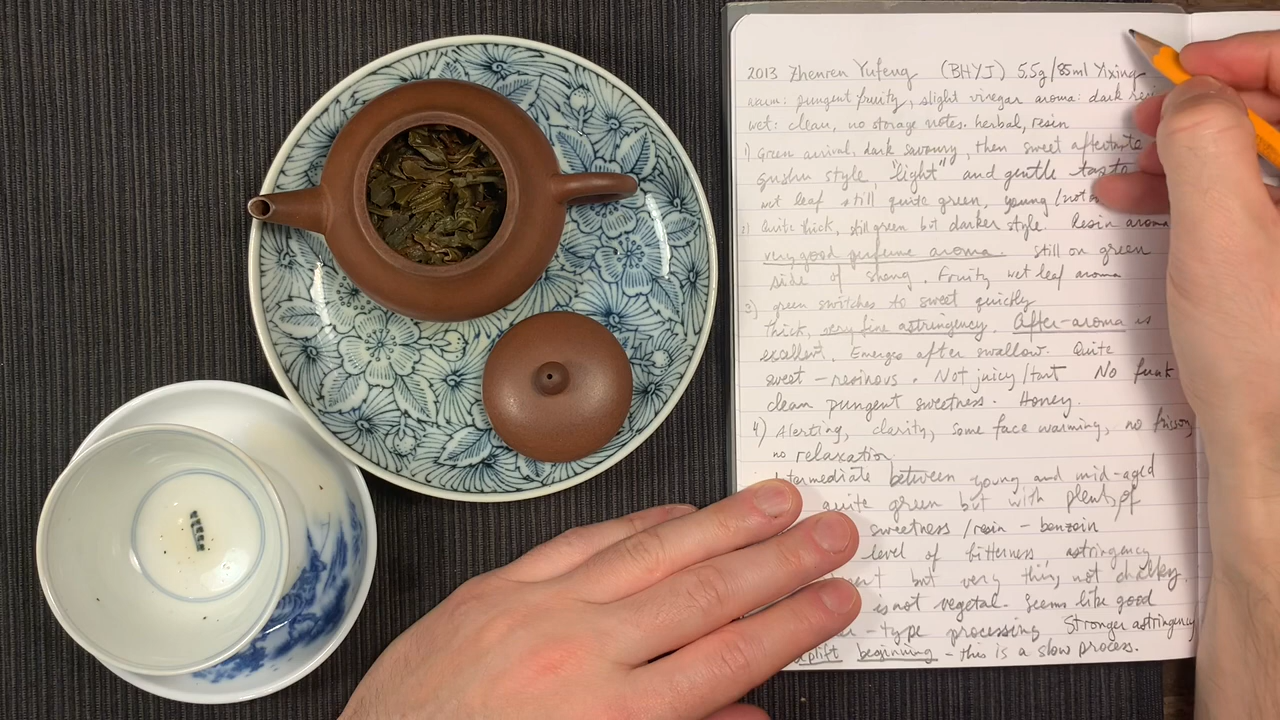 2013 Zhenren Yufeng (BHYJ) 5.5g/85ml Yixing
warm: pungent fruity, slight vinegar aroma: dark
wet: clean, no storage notes. herbal, resin
1) Green arrival, dark savoury, then sweet aftertaste
gushu style, "light" and gentle taste
wet leaf still quite green, young /not
2) Quite thick, still green but darker style. Resin aroma
very good perfume aroma. still on green
side of sheng. Fruity wet leaf aroma
3) green switches to sweet quickly
Thick, very fine astringency. After-aroma is
excellent. Emerges after swallow. Quite
sweet - resinous. Not juicy/tart No funk
clean pungent sweetness. Honey.
4) Alerting, clarity, some face warming, no frisson
no relaxation
between young and mid-aged
quite green but with plenty of
sweetness /resin - benzoin
level of bitterness astringency
but very thin, not chalky.
is not vegetal. Seems like good
-type processing Stronger astringency
beginning - this is a slow process.